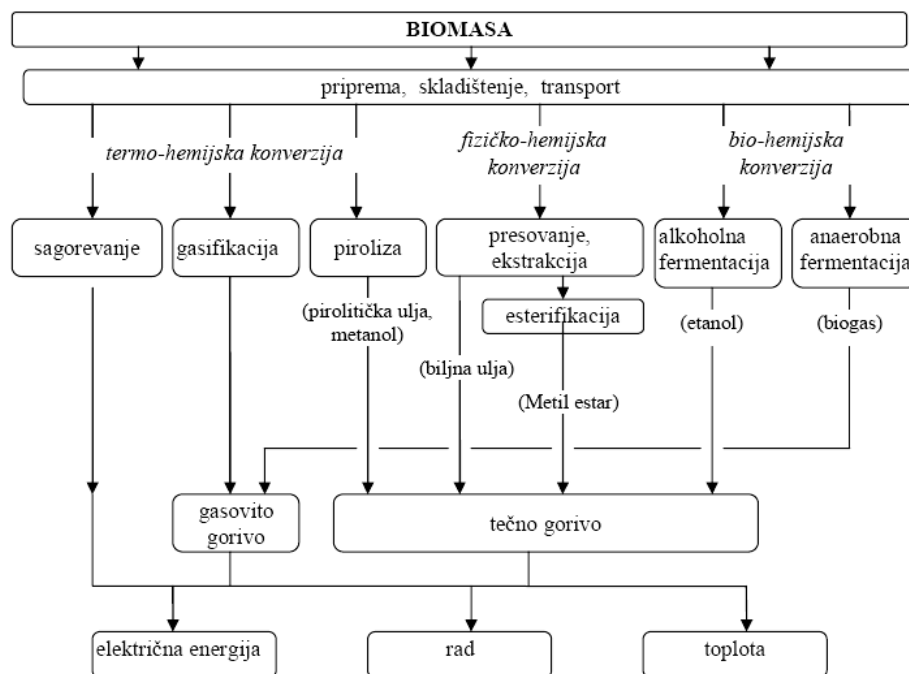 BIOMASA
priprema, skladištenje, transport
termo-hemijska konverzija
fizičko-hemijska
konverzija
bio-hemijska
konverzija
sagorevanje
gasifikacija
piroliza
presovanje,
ekstrakcija
alkoholna
fermentacija
anaerobna
fermentacija
(pirolitička ulja,
metanol)
esterifikacija
(etanol)
(biogas)
(biljna ulja)
(Metil estar)
gasovito
gorivo
tečno gorivo
električna energija
rad
toplota